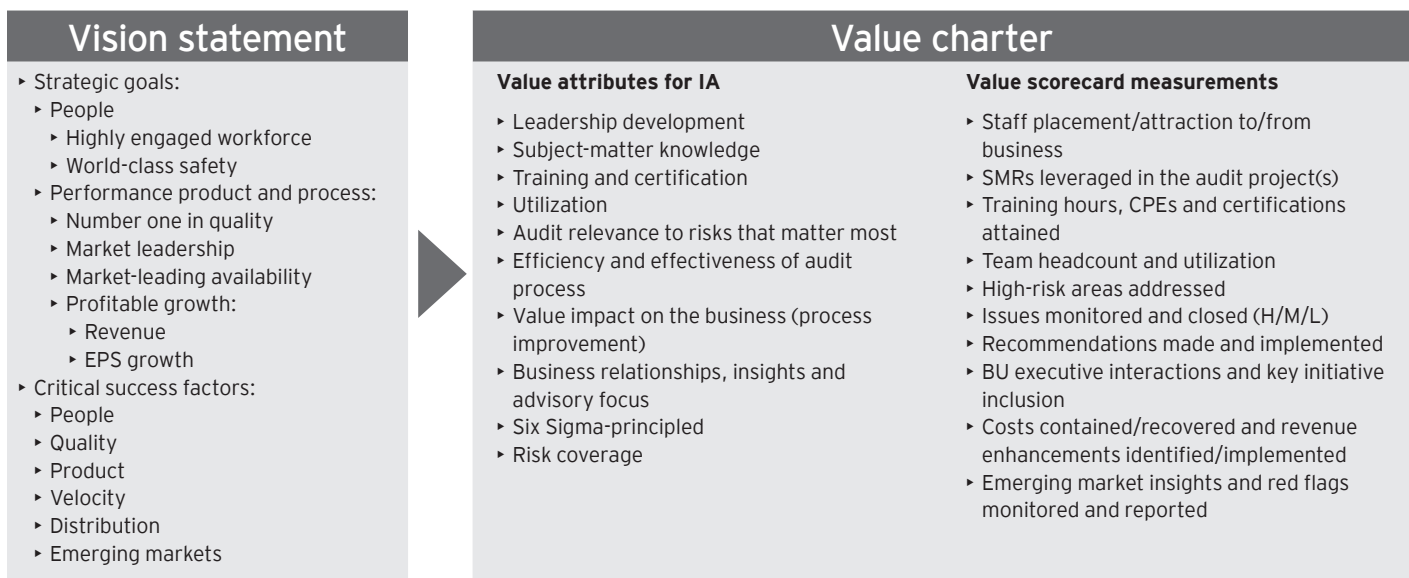 Vision statement
▸ Strategic goals:
▸ People
▸ Highly engaged workforce
▸ World-class safety
▸ Performance product and process:
▸ Number one in quality
▸ Market leadership
▸ Market-leading availability
▸ Profitable growth:
▸ Revenue
▸ EPS growth
▸ Critical success factors:
▸ People
▸ Quality
▸ Product
▸ Velocity
▸ Distribution
▸ Emerging markets
Value charter
Value attributes for IA
▸ Leadership development
▸ Subject-matter knowledge
▸ Training and certification
▸ Utilization
▸ Audit relevance to risks that matter most
▸ Efficiency and effectiveness of audit
process
▸ Value impact on the business (process
improvement)
▸ Business relationships, insights and
advisory focus
▸ Six Sigma-principled
▸ Risk coverage
Value scorecard measurements
▸ Staff placement/attraction to/from
business
▸ SMRs leveraged in the audit project(s)
▸ Training hours, CPEs and certifications
attained
▸ Team headcount and utilization
▸ High-risk areas addressed
▸ Issues monitored and closed (H/M/L)
▸ Recommendations made and implemented
▸ BU executive interactions and key initiative
inclusion
▸ Costs contained/recovered and revenue
enhancements identified/implemented
▸ Emerging market insights and red flags
monitored and reported